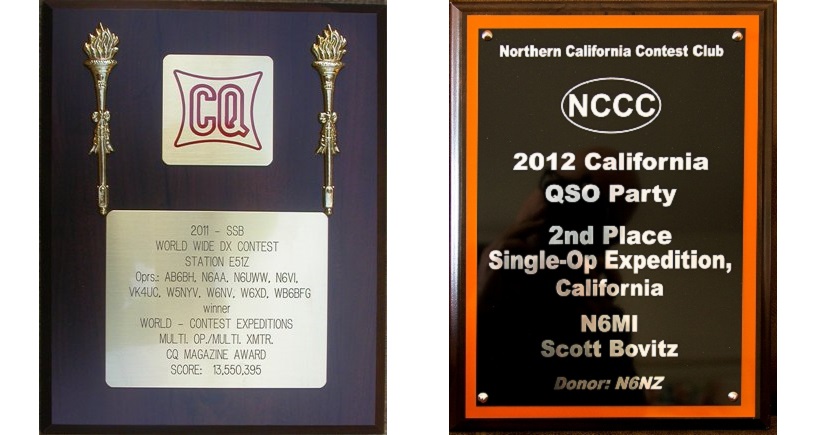 CQ
2011 - SSB
WORLD WIDE DX CONTEST
STATION E51Z
Oprs.: AB6BH, N6AA, N6UWW, N6VI,
VK4UC, W5NYV, W6NV, W6XD, WB6BFG
winner
WORLD - CONTEST EXPEDITIONS
MULTI. OP./MULTI. XMTR.
CQ MAGAZINE AWARD
SCORE: 13,550,395
Northern California Contest Club
NCCC
2012 California
QSO Party
2nd Place
Single-Op Expedition,
California
N6MI
Scott Bovitz
Donor: N6NZ